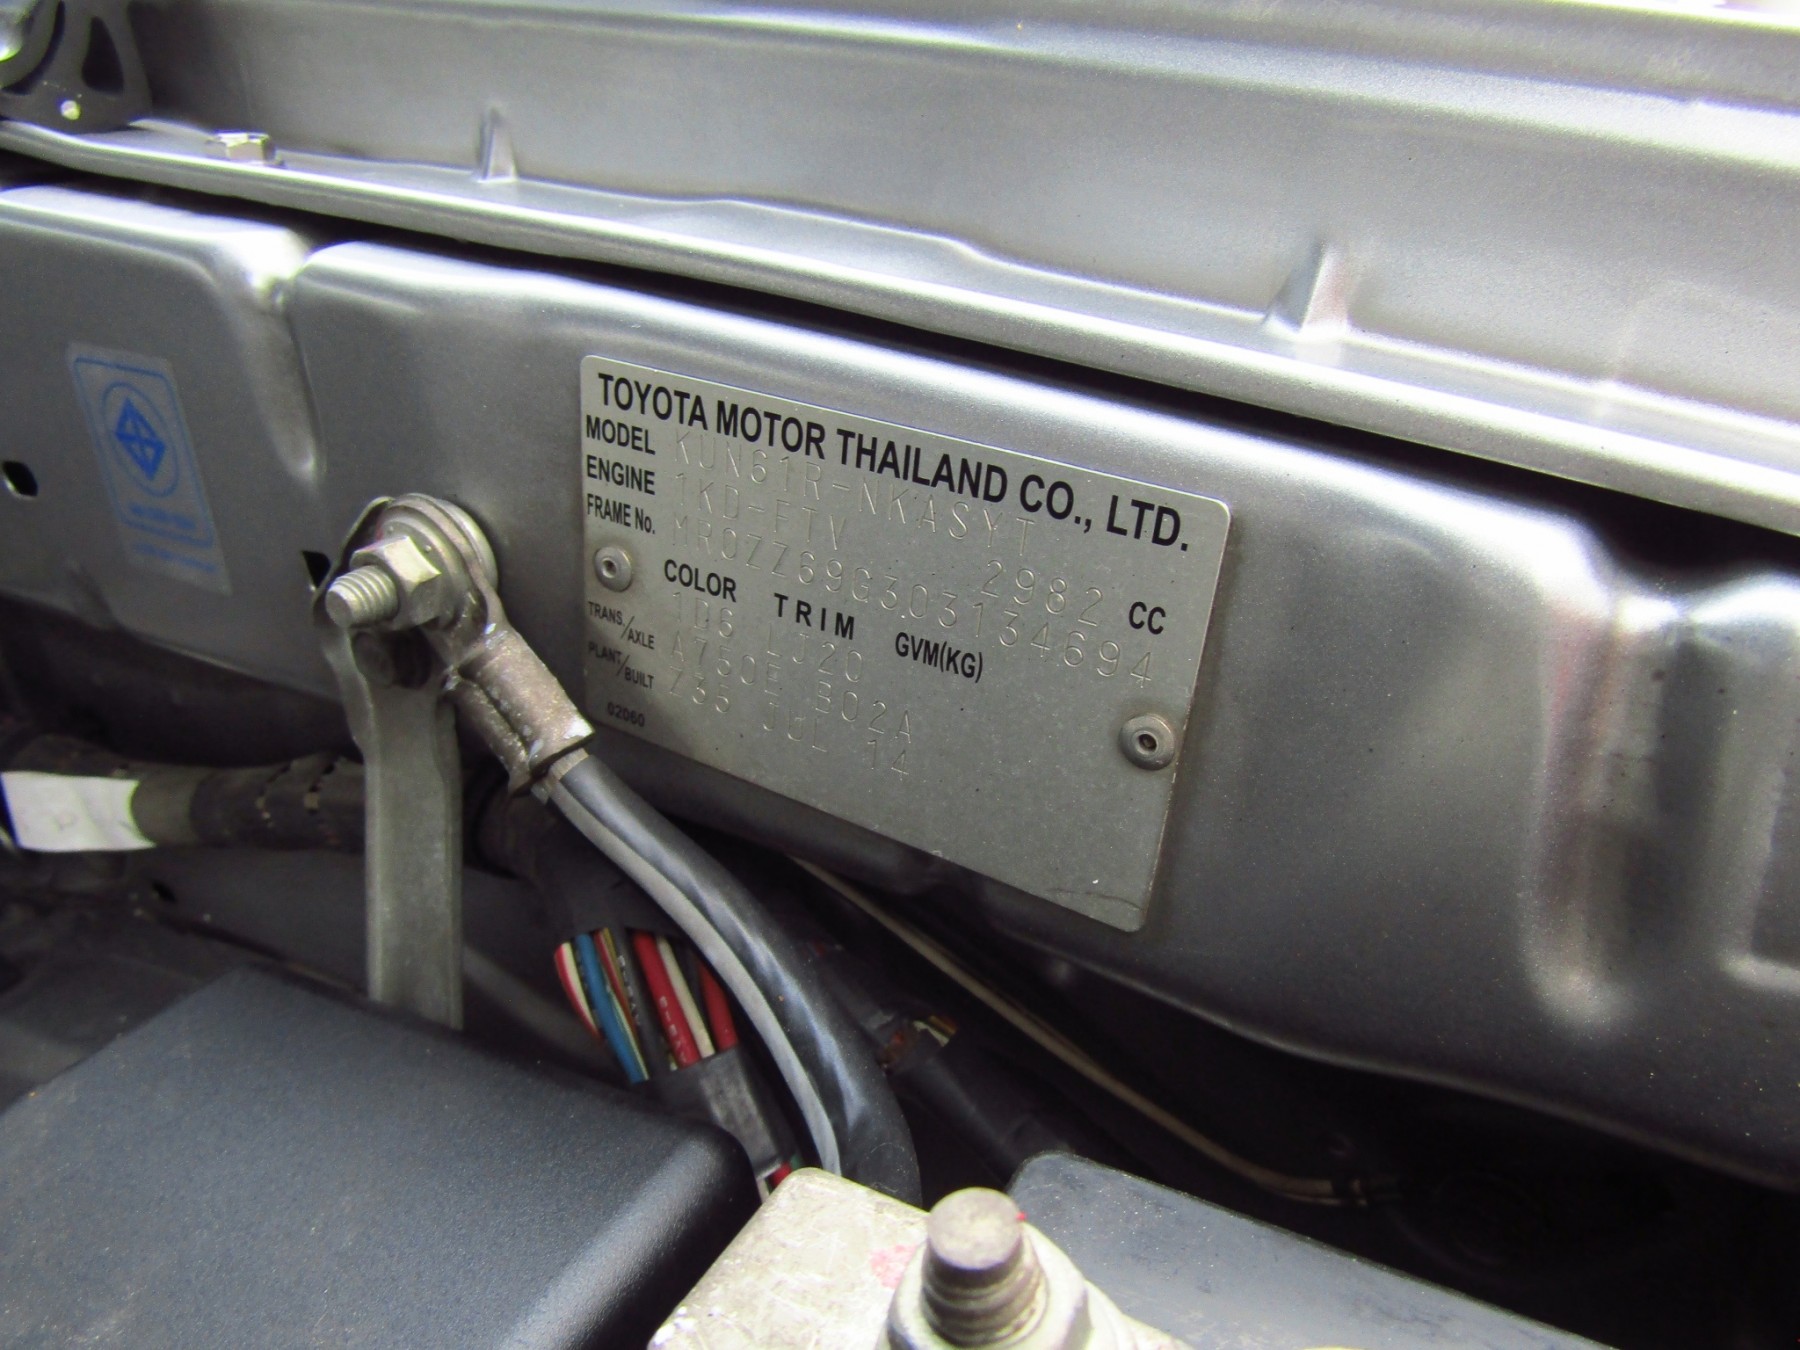 TOYOTA MOTOR THAILAND CO., LTD.
MODEL KUN61R-NKASYT
ENGINE 1KD-FTV 2982 CC
FRAME No. MR0ZZ69G303134694
COLOR TRIM GVM(KG)
1D6 LJ20
TRANS./AXLE A750E B02A
PLANT/BUILT Z35 JUL 14
02060